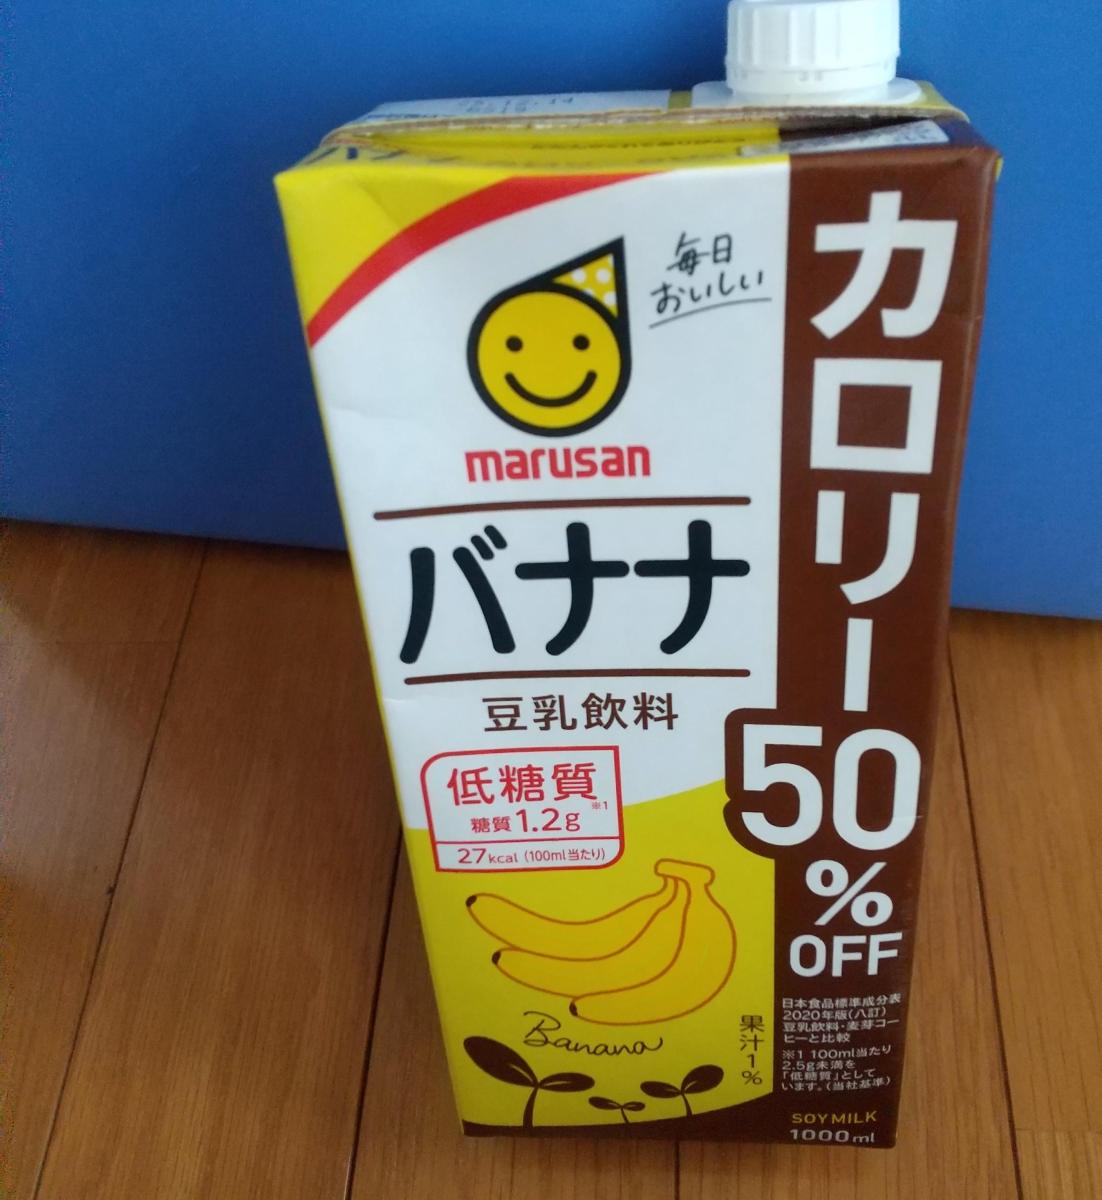 毎日
おいしい
marusan
バナナ
豆乳飲料
低糖質
※1
糖質1.2g
27kcal (100ml当たり)
Banana
果汁1%
カロリー
50
%
OFF
日本食品標準成分表
2020年版(八訂)
豆乳飲料・麦芽コー
ヒーと比較
※1 100ml当たり
2.5g未満を
「低糖質」として
います。(当社基準)
SOYMILK
1000ml